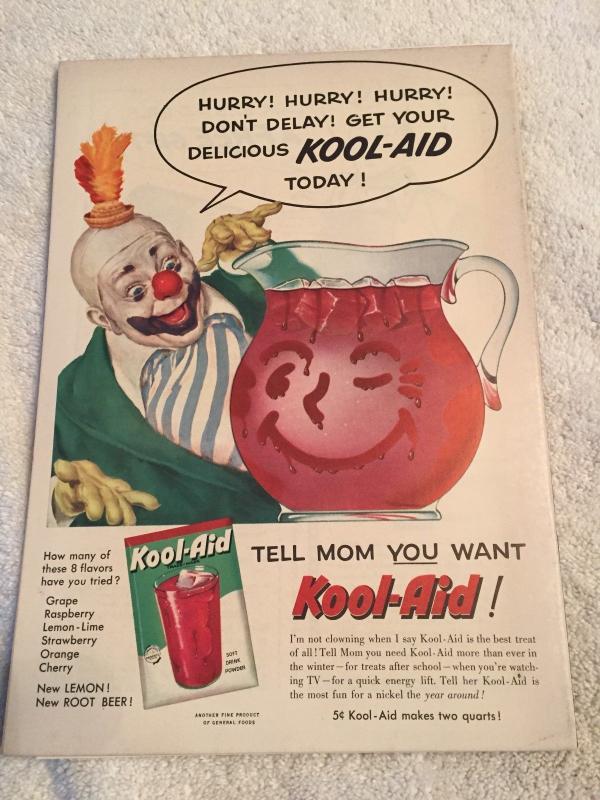 HURRY! HURRY! HURRY!
DON'T DELAY! GET YOUR
DELICIOUS KOOL-AID
TODAY!
How many of
these 8 flavors
have you tried?
Grape
Raspberry
Lemon-Lime
Strawberry
Orange
Cherry
New LEMON!
New ROOT BEER!
Kool-Aid
SOFT
DRINK
POWDER
ANOTHER FINE PRODUCT
OF GENERAL FOODS
TELL MOM YOU WANT
Kool-Aid!
I'm not clowning when I say Kool-Aid is the best treat
of all! Tell Mom you need Kool-Aid more than ever in
the winter—for treats after school—when you're watch-
ing TV—for a quick energy lift. Tell her Kool-Aid is
the most fun for a nickel the year around!
5¢ Kool-Aid makes two quarts!